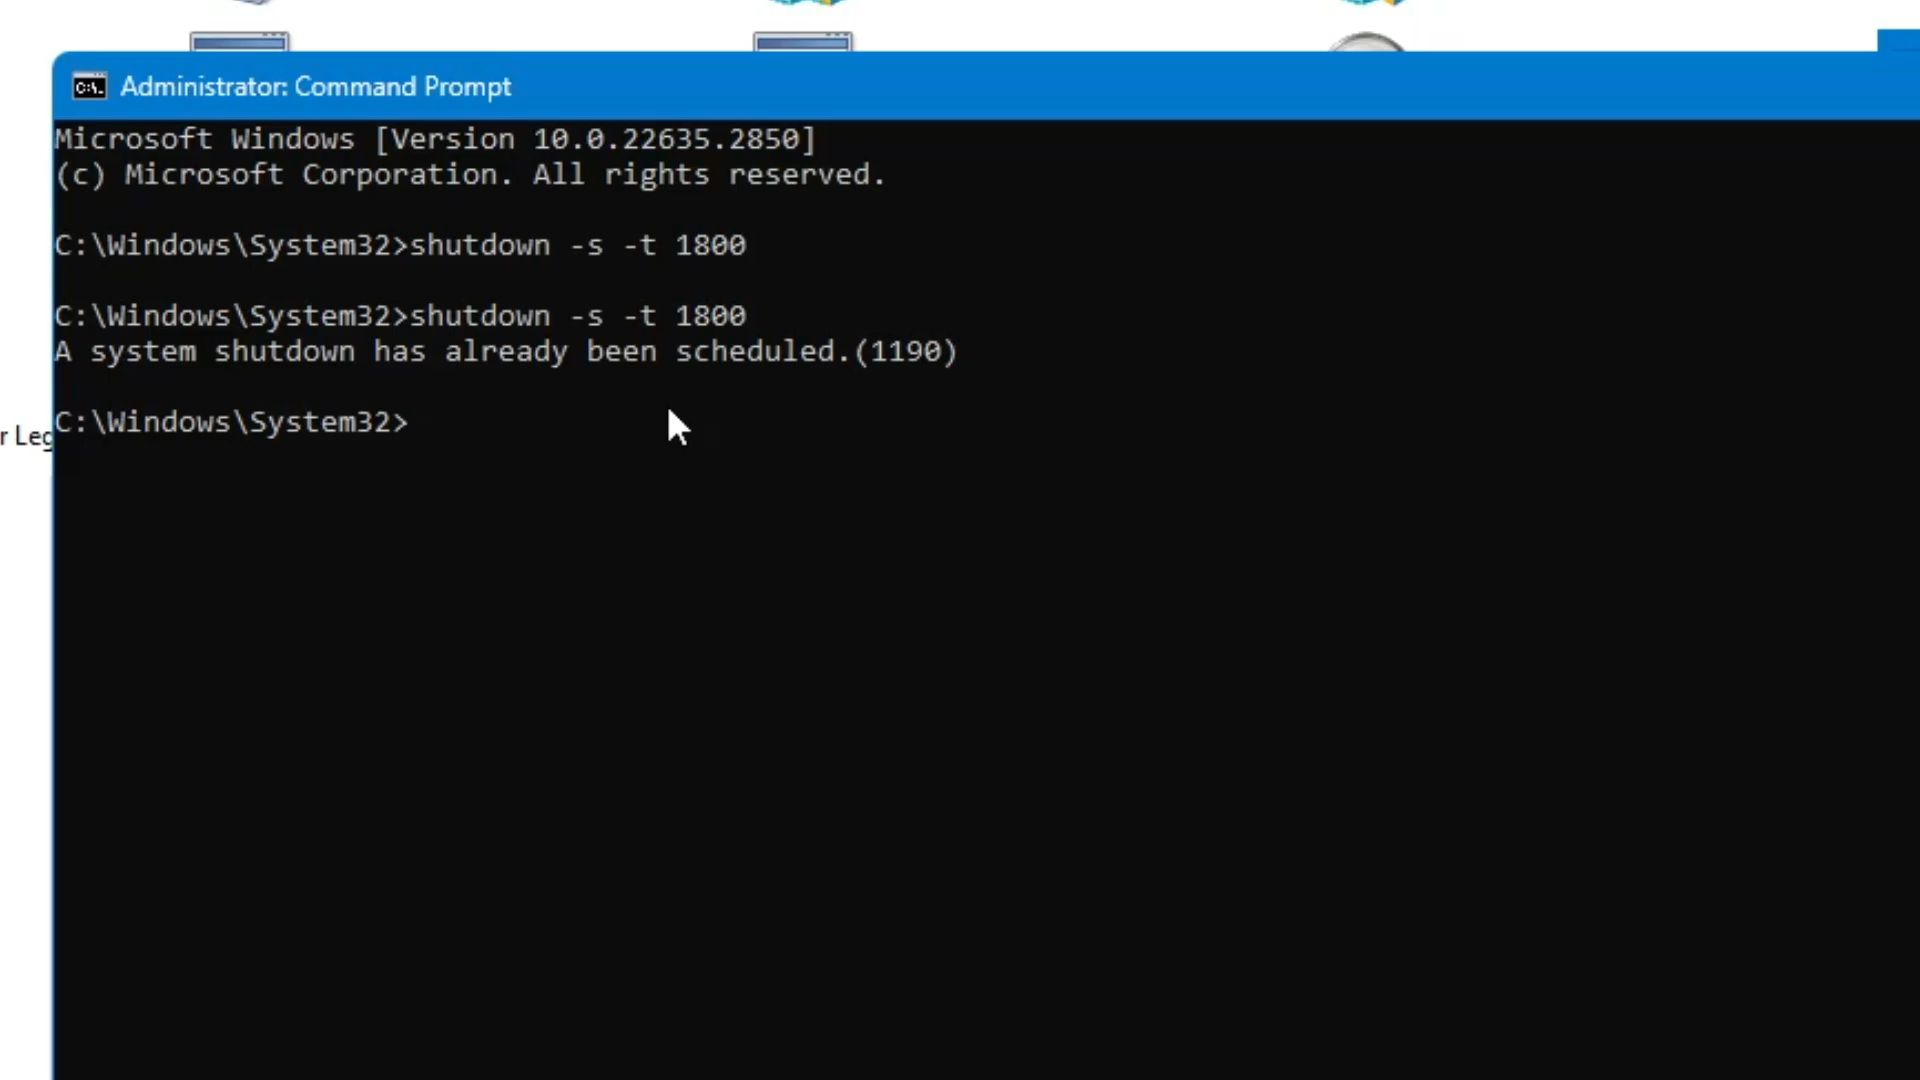 Administrator: Command Prompt
Microsoft Windows [Version 10.0.22635.2850]
(c) Microsoft Corporation. All rights reserved.
C:\Windows\System32>shutdown -s -t 1800
C:\Windows\System32>shutdown -s -t 1800
A system shutdown has already been scheduled.(1190)
r Leg
C:\Windows\System32>